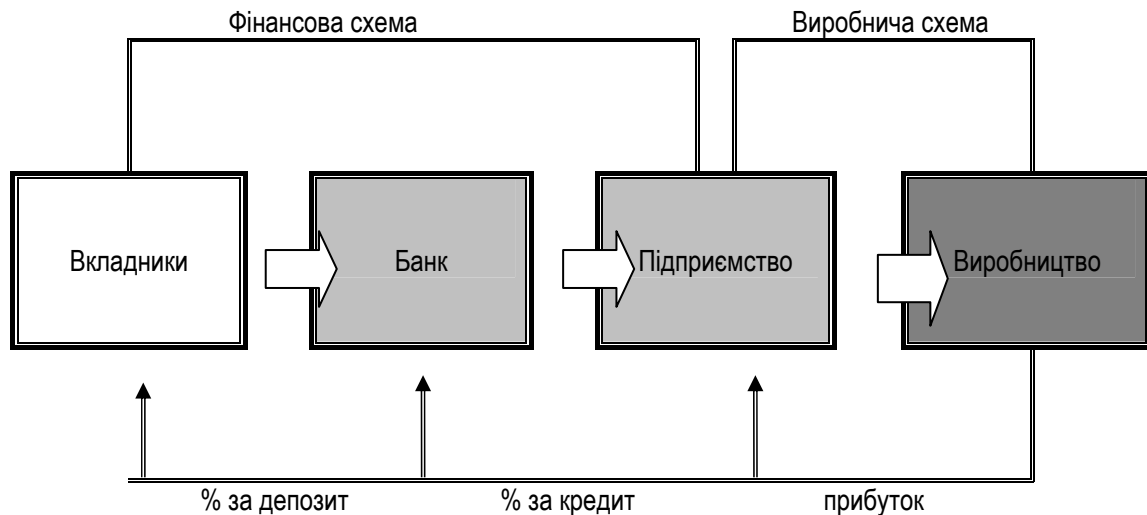 Фінансова схема
Виробнича схема
Вкладники
Банк
Підприємство
Виробництво
% за депозит
% за кредит
прибуток